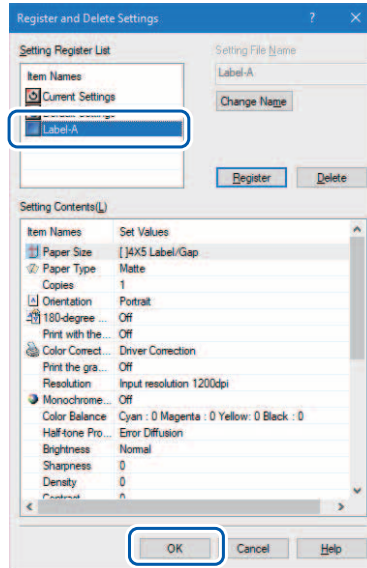 Register and Delete Settings
Setting Register List
Setting File Name
Item Names
Label-A
Current Settings
Change Name
Label-A
Register
Delete
Setting Contents(L)
Item Names Set Values
Paper Size [ ]4X5 Label/Gap
Paper Type Matte
Copies 1
Orientation Portrait
180-degree ... Off
Print with the... Off
Color Correct... Driver Correction
Print the gra... Off
Resolution Input resolution 1200dpi
Monochrome... Off
Color Balance Cyan : 0 Magenta : 0 Yellow: 0 Black : 0
Half-tone Pro... Error Diffusion
Brightness Normal
Sharpness 0
Density 0
Contrast 0
OK
Cancel
Help